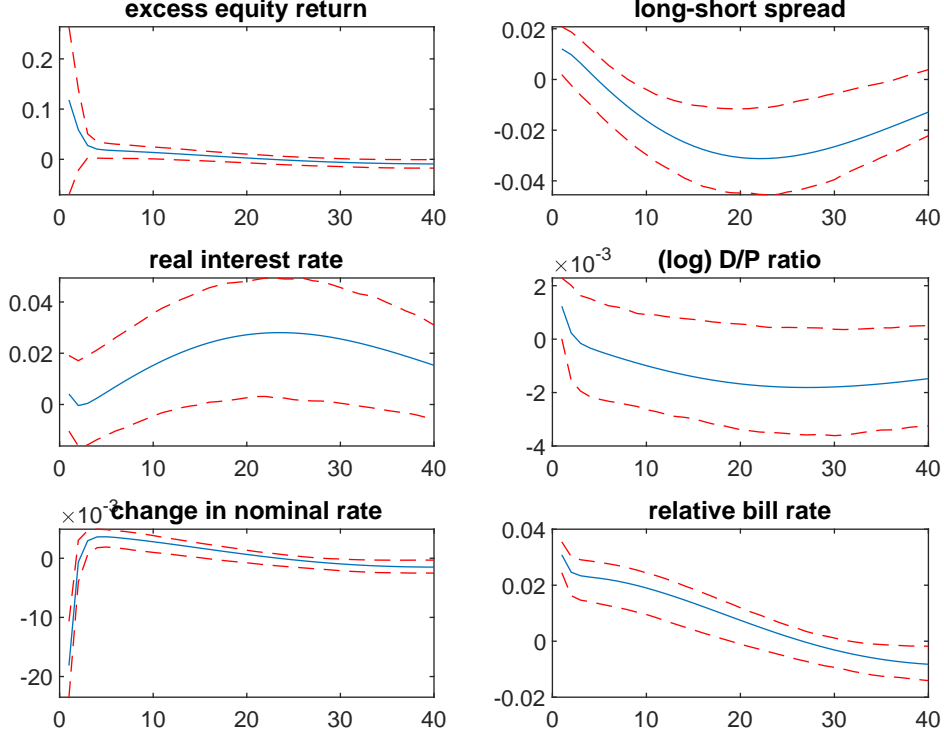 excess equity return
0.2
0.1
0
0 10 20 30 40
long-short spread
0.02
0
-0.02
-0.04
0 10 20 30 40
real interest rate
0.04
0.02
0
0 10 20 30 40
(log) D/P ratio
×10⁻³
2
0
-2
-4
0 10 20 30 40
change in nominal rate
×10⁻³
0
-10
-20
0 10 20 30 40
relative bill rate
0.04
0.02
0
-0.02
0 10 20 30 40